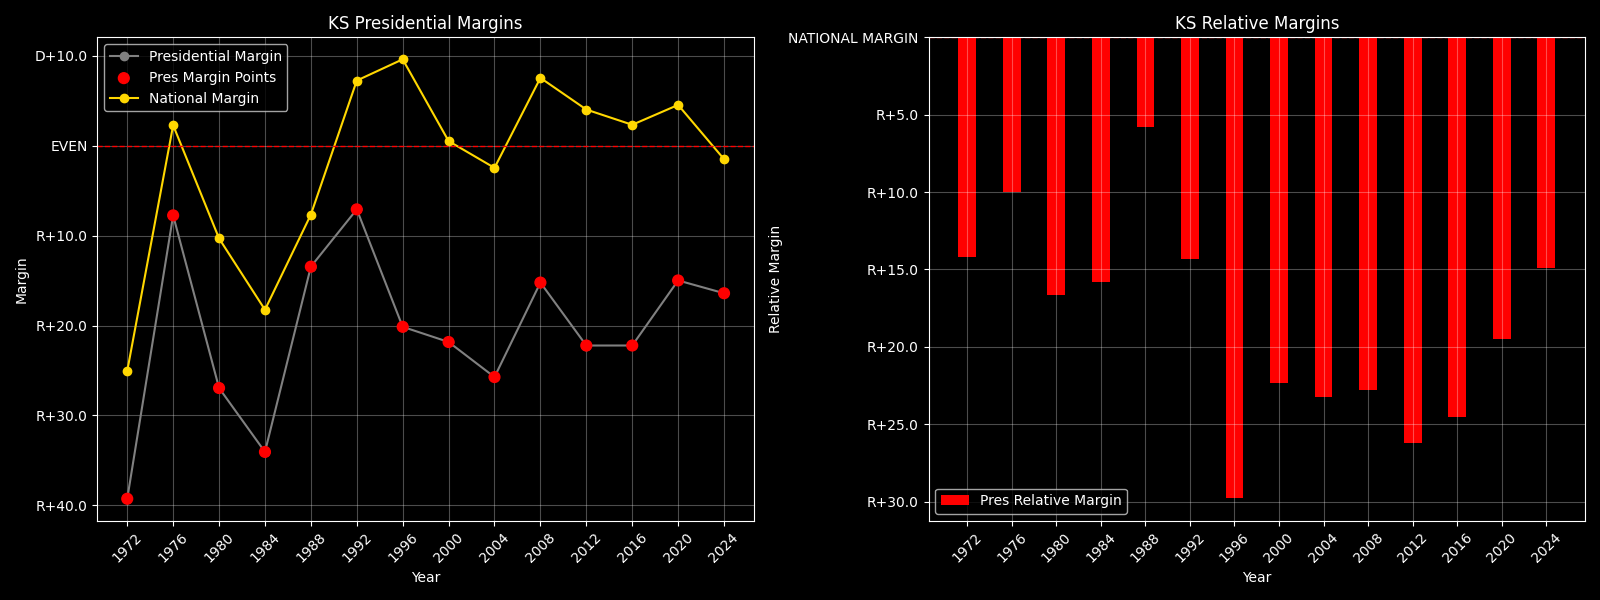 KS Presidential Margins
Presidential Margin
Pres Margin Points
National Margin
D+10.0
EVEN
R+10.0
R+20.0
R+30.0
R+40.0
Margin
1972 1976 1980 1984 1988 1992 1996 2000 2004 2008 2012 2016 2020 2024
Year
KS Relative Margins
NATIONAL MARGIN
R+5.0
R+10.0
R+15.0
R+20.0
R+25.0
R+30.0
Relative Margin
Pres Relative Margin
1972 1976 1980 1984 1988 1992 1996 2000 2004 2008 2012 2016 2020 2024
Year